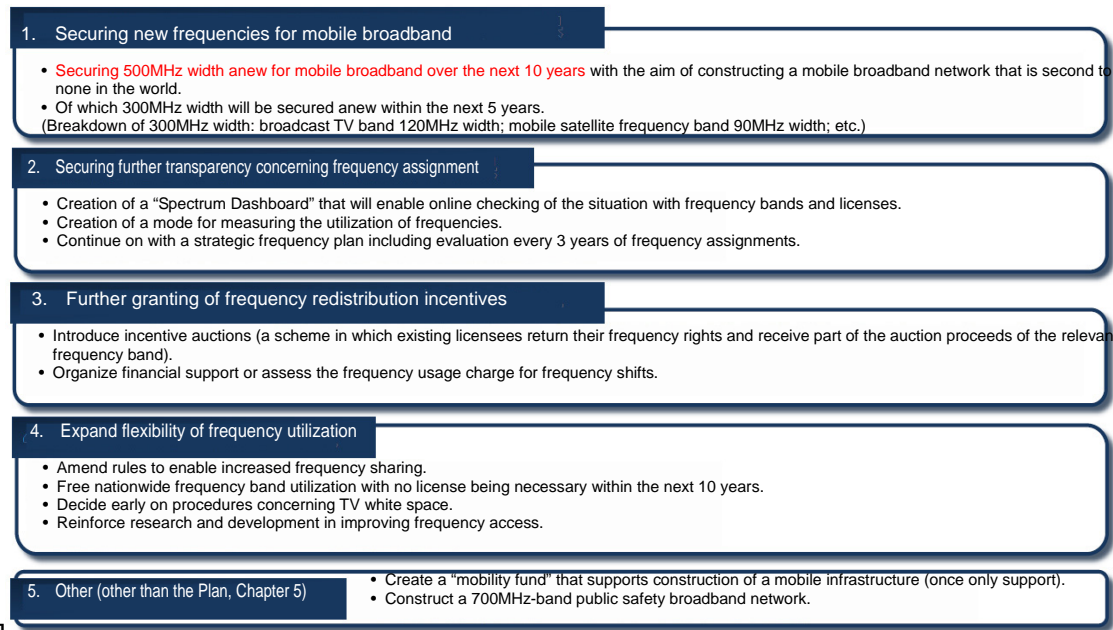 1. Securing new frequencies for mobile broadband
• Securing 500MHz width anew for mobile broadband over the next 10 years with the aim of constructing a mobile broadband network that is second to
none in the world.
• Of which 300MHz width will be secured anew within the next 5 years.
(Breakdown of 300MHz width: broadcast TV band 120MHz width; mobile satellite frequency band 90MHz width; etc.)
2. Securing further transparency concerning frequency assignment
• Creation of a “Spectrum Dashboard” that will enable online checking of the situation with frequency bands and licenses.
• Creation of a mode for measuring the utilization of frequencies.
• Continue on with a strategic frequency plan including evaluation every 3 years of frequency assignments.
3. Further granting of frequency redistribution incentives
• Introduce incentive auctions (a scheme in which existing licensees return their frequency rights and receive part of the auction proceeds of the relevan
frequency band).
• Organize financial support or assess the frequency usage charge for frequency shifts.
4. Expand flexibility of frequency utilization
• Amend rules to enable increased frequency sharing.
• Free nationwide frequency band utilization with no license being necessary within the next 10 years.
• Decide early on procedures concerning TV white space.
• Reinforce research and development in improving frequency access.
5. Other (other than the Plan, Chapter 5)
• Create a “mobility fund” that supports construction of a mobile infrastructure (once only support).
• Construct a 700MHz-band public safety broadband network.